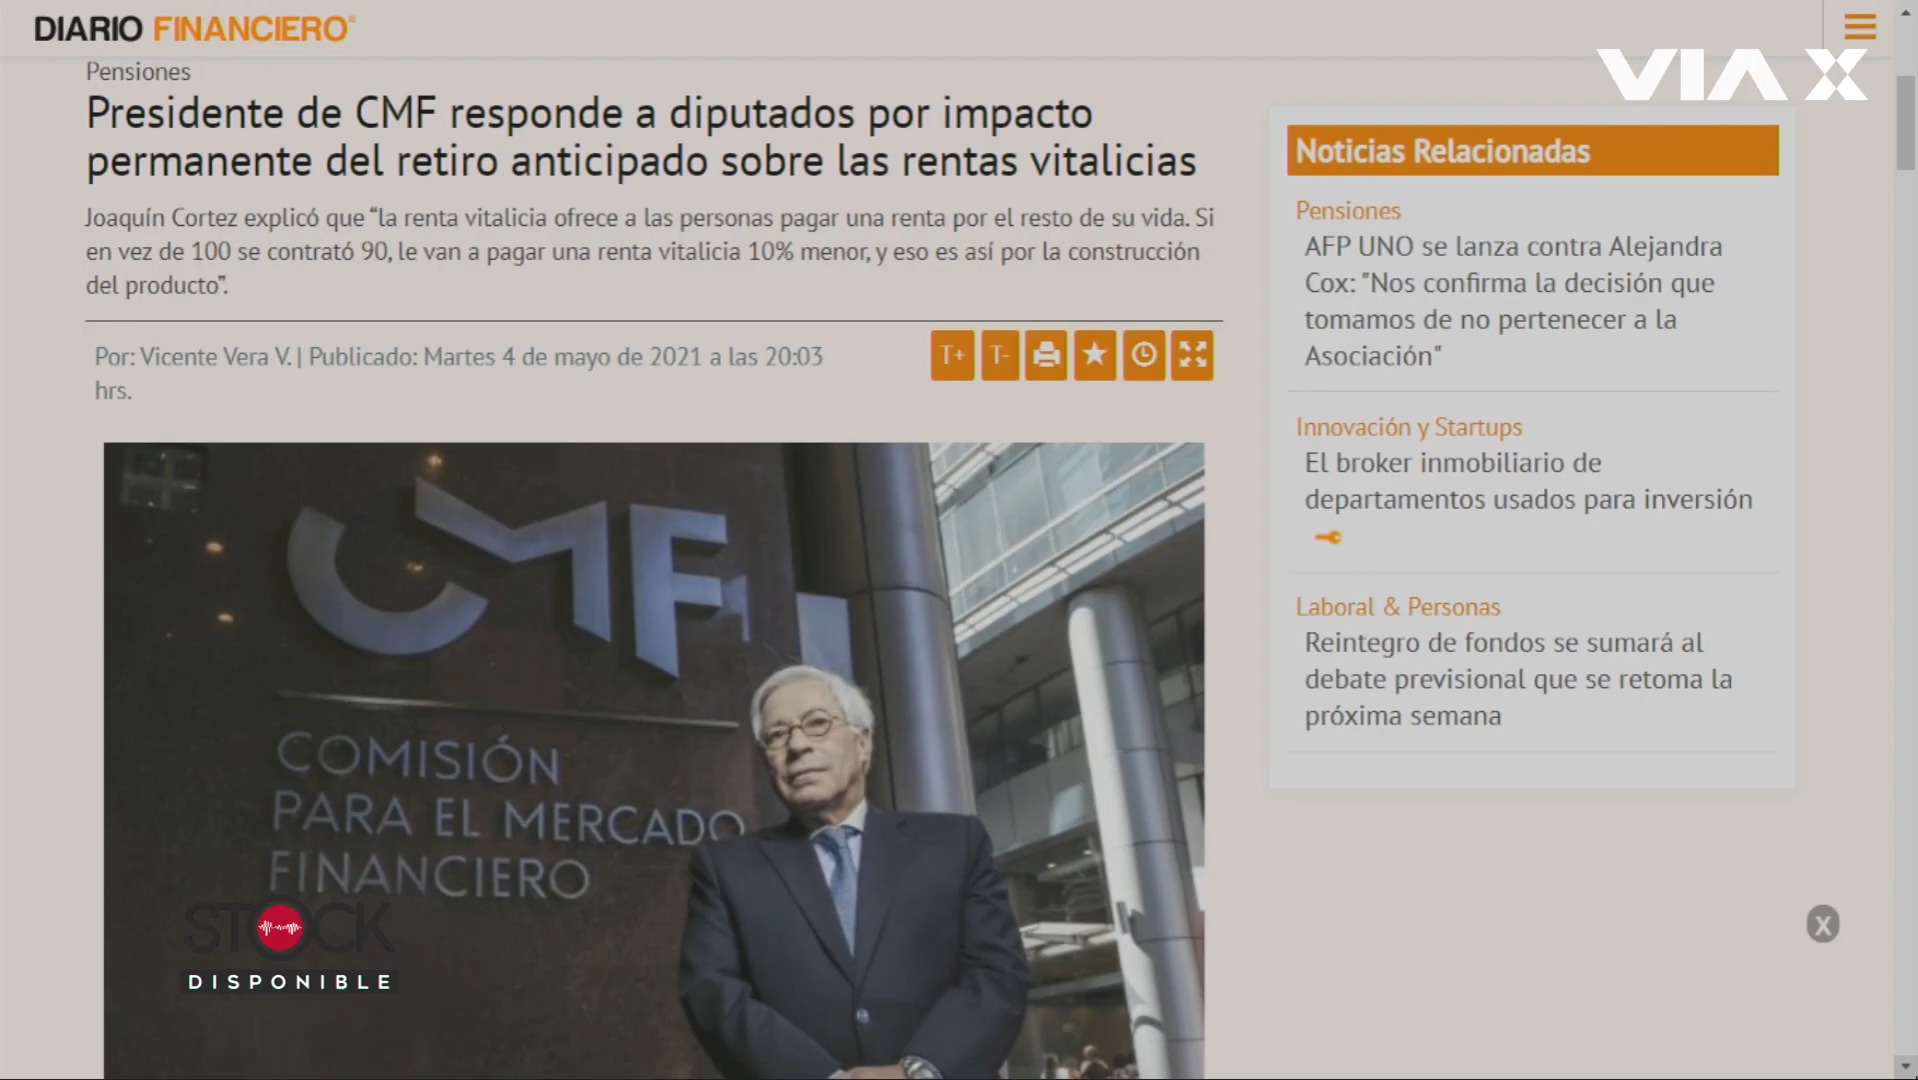 DIARIO FINANCIERO
VIA X
Pensiones
Presidente de CMF responde a diputados por impacto
permanente del retiro anticipado sobre las rentas vitalicias
Joaquín Cortez explicó que “la renta vitalicia ofrece a las personas pagar una renta por el resto de su vida. Si
en vez de 100 se contrató 90, le van a pagar una renta vitalicia 10% menor, y eso es así por la construcción
del producto”.
Por: Vicente Vera V. | Publicado: Martes 4 de mayo de 2021 a las 20:03
hrs.
T+ T-
CMF
COMISIÓN
PARA EL MERCADO
FINANCIERO
STOCK
DISPONIBLE
Noticias Relacionadas
Pensiones
AFP UNO se lanza contra Alejandra
Cox: "Nos confirma la decisión que
tomamos de no pertenecer a la
Asociación"
Innovación y Startups
El broker inmobiliario de
departamentos usados para inversión
Laboral & Personas
Reintegro de fondos se sumará al
debate previsional que se retoma la
próxima semana
X